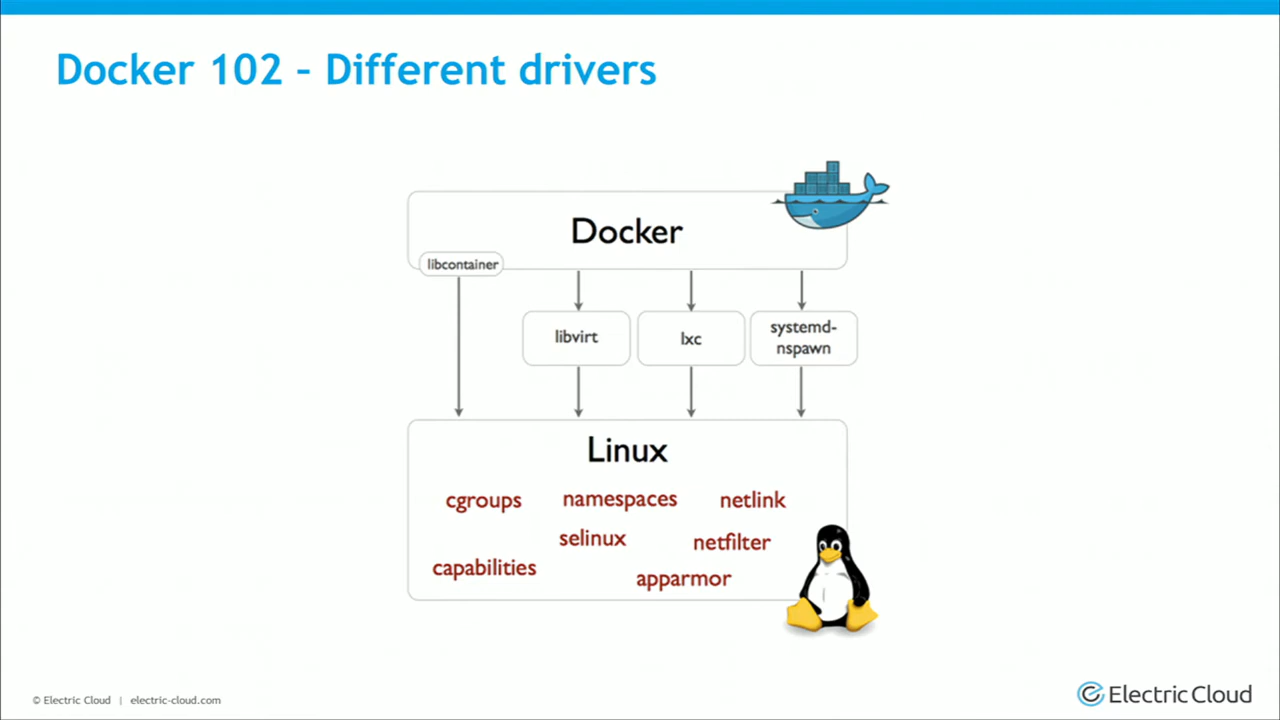 Docker 102 – Different drivers
Docker
libcontainer
libvirt
lxc
systemd-
nspawn
Linux
cgroups
namespaces
netlink
selinux
netfilter
capabilities
apparmor
© Electric Cloud | electric-cloud.com
Electric Cloud